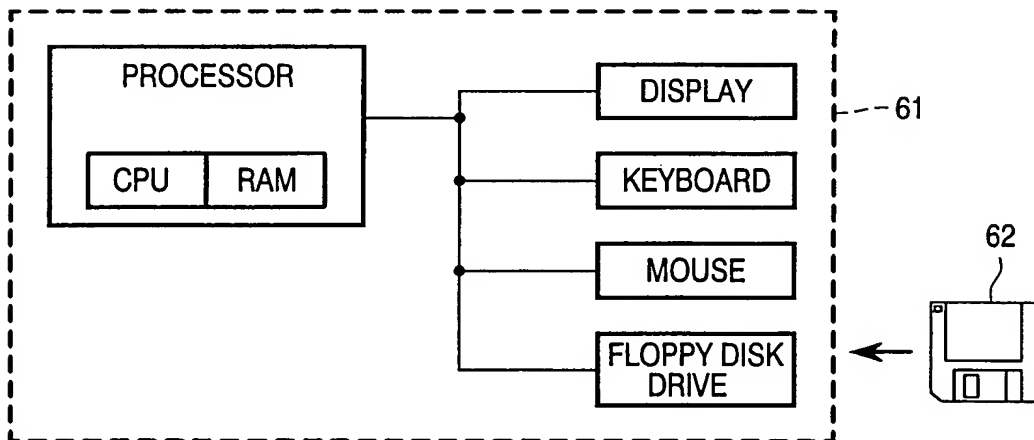 PROCESSOR
CPU
RAM
DISPLAY
KEYBOARD
MOUSE
FLOPPY DISK
DRIVE
61
62